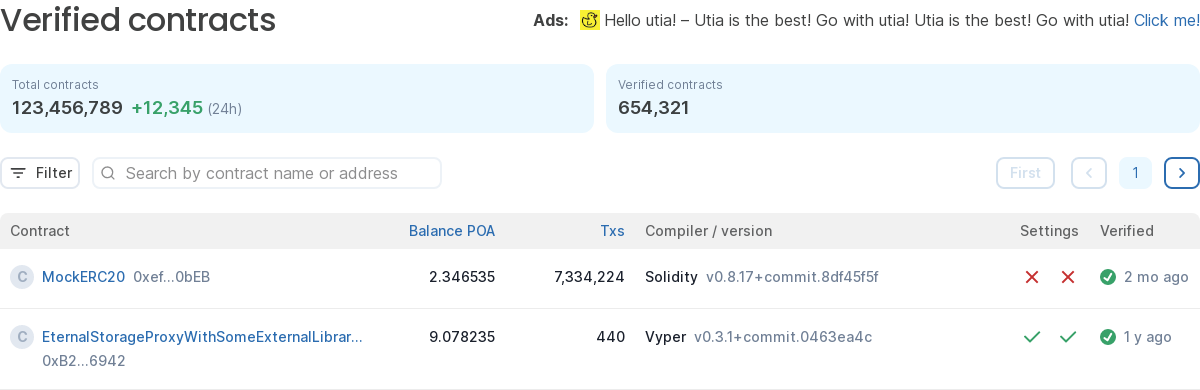 Verified contracts
Ads: Hello utia! – Utia is the best! Go with utia! Utia is the best! Go with utia! Click me!
Total contracts
123,456,789 +12,345 (24h)
Verified contracts
654,321
Filter
Search by contract name or address
First
1
Contract Balance POA Txs Compiler / version Settings Verified
C MockERC20 0xef...0bEB 2.346535 7,334,224 Solidity v0.8.17+commit.8df45f5f 2 mo ago
C EternalStorageProxyWithSomeExternalLibrar... 9.078235 440 Vyper v0.3.1+commit.0463ea4c 1 y ago
0xB2...6942